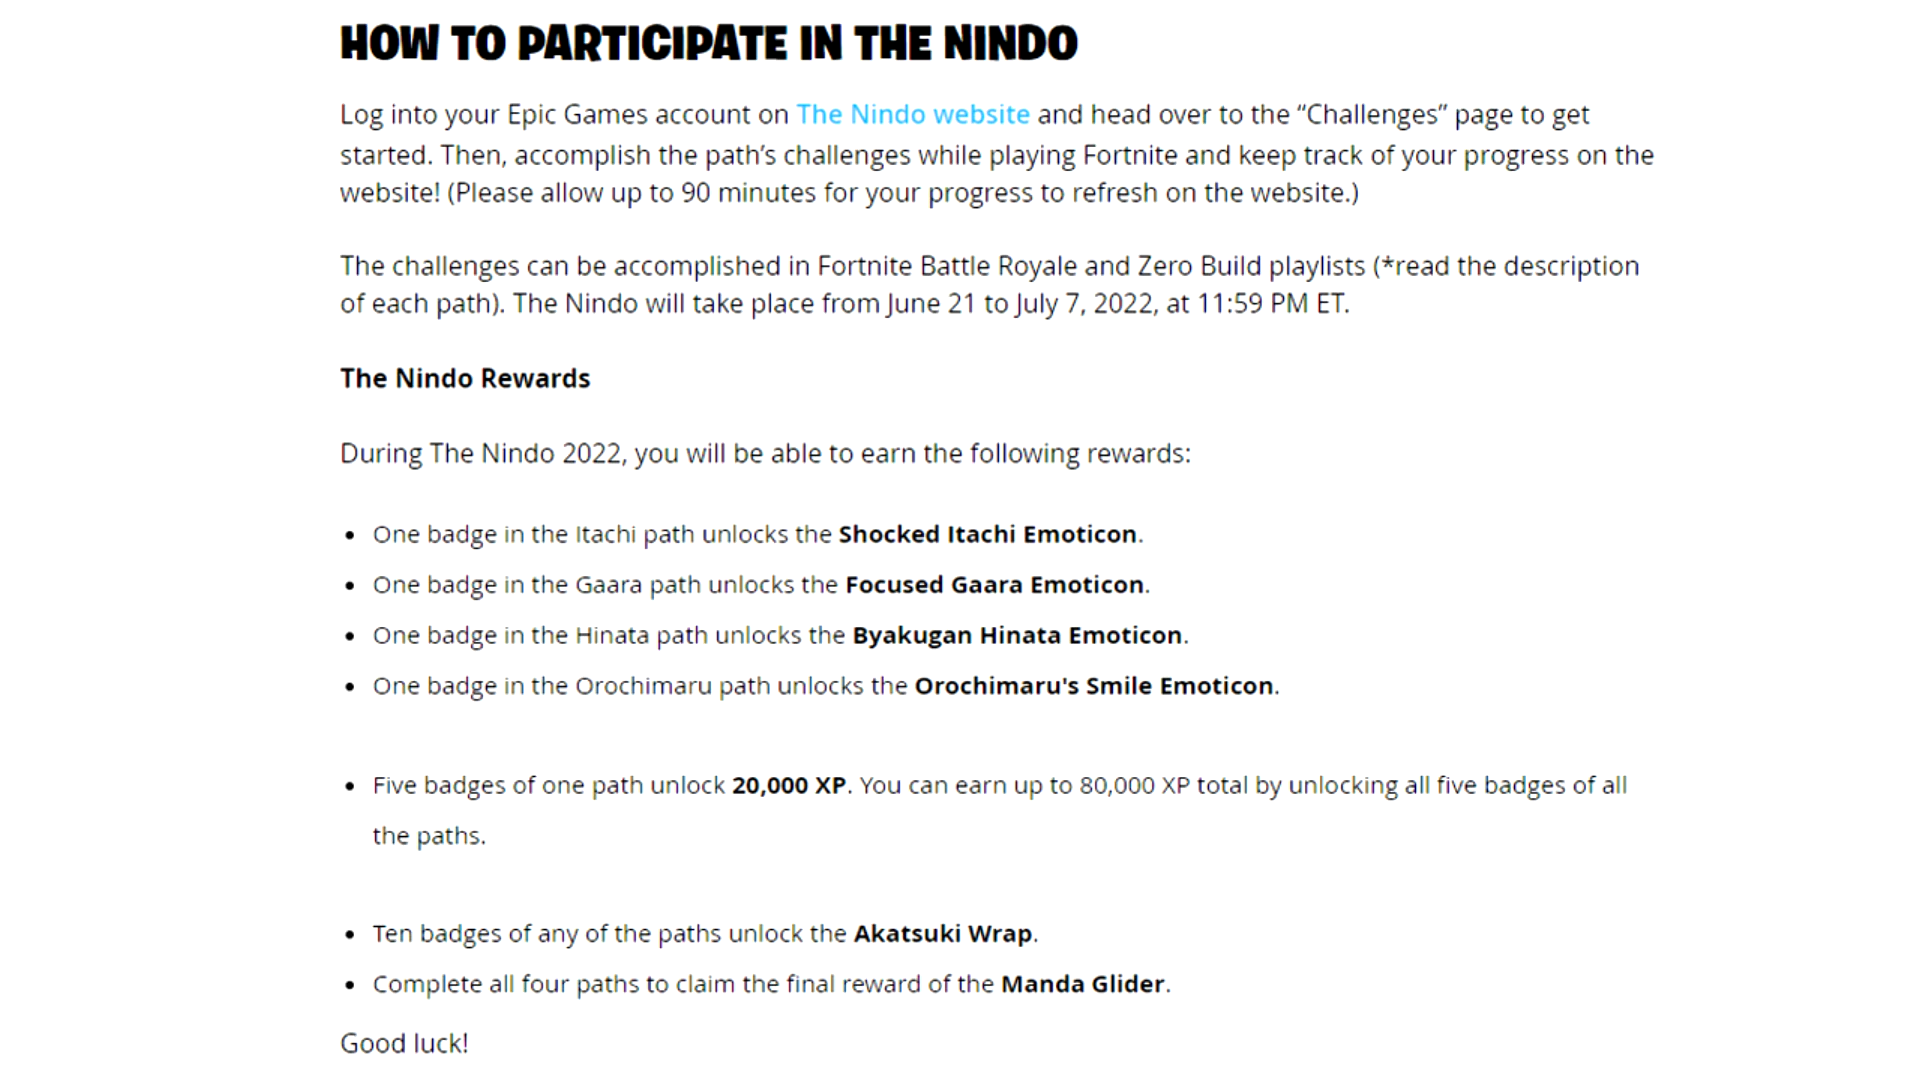 HOW TO PARTICIPATE IN THE NINDO
Log into your Epic Games account on The Nindo website and head over to the “Challenges” page to get
started. Then, accomplish the path’s challenges while playing Fortnite and keep track of your progress on the
website! (Please allow up to 90 minutes for your progress to refresh on the website.)
The challenges can be accomplished in Fortnite Battle Royale and Zero Build playlists (*read the description
of each path). The Nindo will take place from June 21 to July 7, 2022, at 11:59 PM ET.
The Nindo Rewards
During The Nindo 2022, you will be able to earn the following rewards:
• One badge in the Itachi path unlocks the Shocked Itachi Emoticon.
• One badge in the Gaara path unlocks the Focused Gaara Emoticon.
• One badge in the Hinata path unlocks the Byakugan Hinata Emoticon.
• One badge in the Orochimaru path unlocks the Orochimaru's Smile Emoticon.
• Five badges of one path unlock 20,000 XP. You can earn up to 80,000 XP total by unlocking all five badges of all
the paths.
• Ten badges of any of the paths unlock the Akatsuki Wrap.
• Complete all four paths to claim the final reward of the Manda Glider.
Good luck!